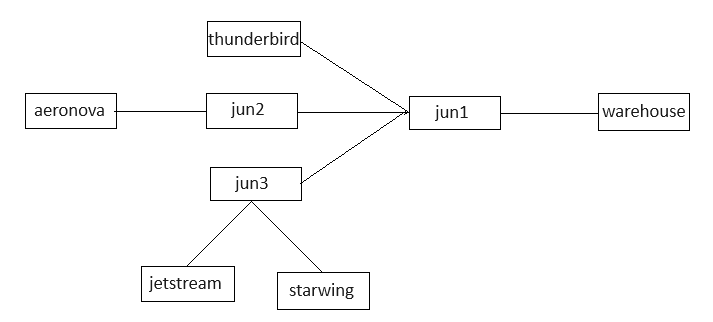 thunderbird
aeronova
jun2
jun1
warehouse
jun3
jetstream
starwing